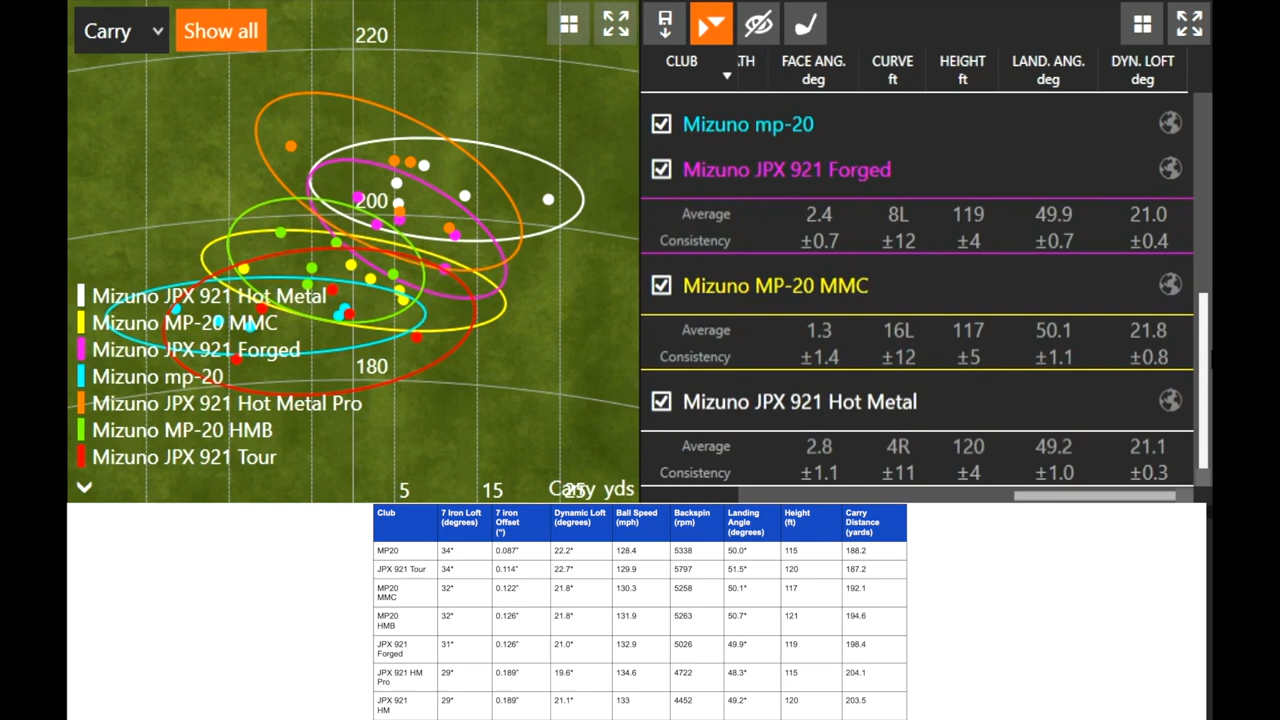 Carry
Show all
220
200
180
Mizuno JPX 921 Hot Metal
Mizuno MP-20 MMC
Mizuno JPX 921 Forged
Mizuno mp-20
Mizuno JPX 921 Hot Metal Pro
Mizuno MP-20 HMB
Mizuno JPX 921 Tour
5 15 25
Carry yds
CLUB TH FACE ANG. CURVE HEIGHT LAND. ANG. DYN. LOFT
deg ft ft deg deg
Mizuno mp-20
Mizuno JPX 921 Forged
Average 2.4 8L 119 49.9 21.0
Consistency ±0.7 ±12 ±4 ±0.7 ±0.4
Mizuno MP-20 MMC
Average 1.3 16L 117 50.1 21.8
Consistency ±1.4 ±12 ±5 ±1.1 ±0.8
Mizuno JPX 921 Hot Metal
Average 2.8 4R 120 49.2 21.1
Consistency ±1.1 ±11 ±4 ±1.0 ±0.3
Club 7 Iron Loft 7 iron Dynamic Loft Ball Speed Backspin Landing Height Carry
(degrees) Offset (degrees) (mph) (rpm) Angle (ft) Distance
(") (degrees) (yards)
MP20 34* 0.087" 22.2* 128.4 5338 50.0* 115 188.2
JPX 921 Tour 34* 0.114" 22.7* 129.9 5797 51.5* 120 187.2
MP20 32* 0.122" 21.8* 130.3 5258 50.1* 117 192.1
MMC
MP20 32* 0.126" 21.8* 131.9 5263 50.7* 121 194.6
HMB
JPX 921 31* 0.126" 21.0* 132.9 5026 49.9* 119 198.4
Forged
JPX 921 HM 29* 0.189" 19.6* 134.6 4722 48.3* 115 204.1
Pro
JPX 921 29* 0.189" 21.1* 133 4452 49.2* 120 203.5
HM